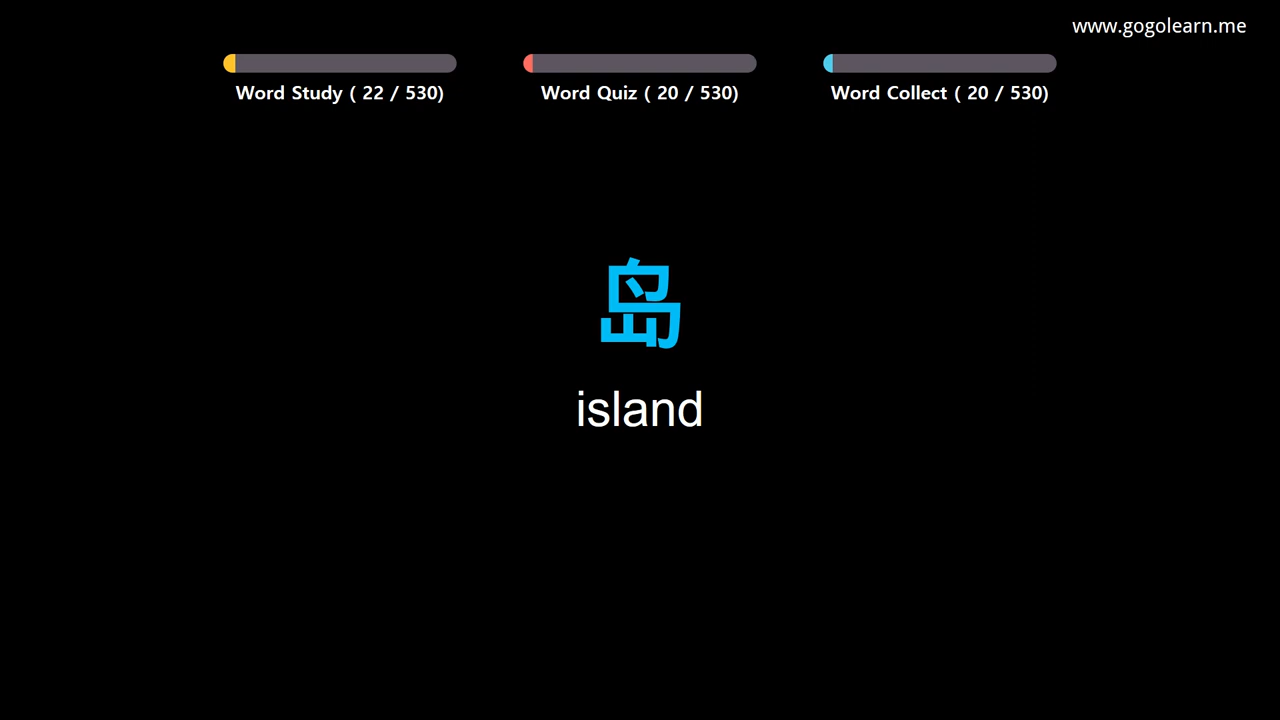 www.gogolearn.me
Word Study ( 22 / 530)
Word Quiz ( 20 / 530)
Word Collect ( 20 / 530)
岛
island